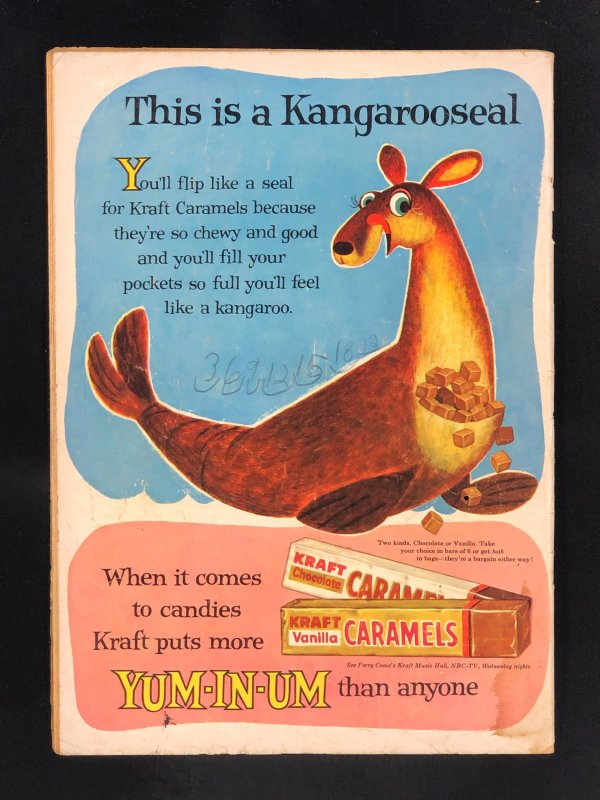 This is a Kangarooseal
You'll flip like a seal
for Kraft Caramels because
they're so chewy and good
and you'll fill your
pockets so full you'll feel
like a kangaroo.
36912151812
Two kinds, Chocolate or Vanilla. Take
your choice in bars of 6 or get both
in bags—they're a bargain either way!
KRAFT
Chocolate CARAM
KRAFT
Vanilla CARAMELS
When it comes
to candies
Kraft puts more
See Perry Como's Kraft Music Hall, NBC-TV, Wednesday nights
YUM-IN-UM than anyone